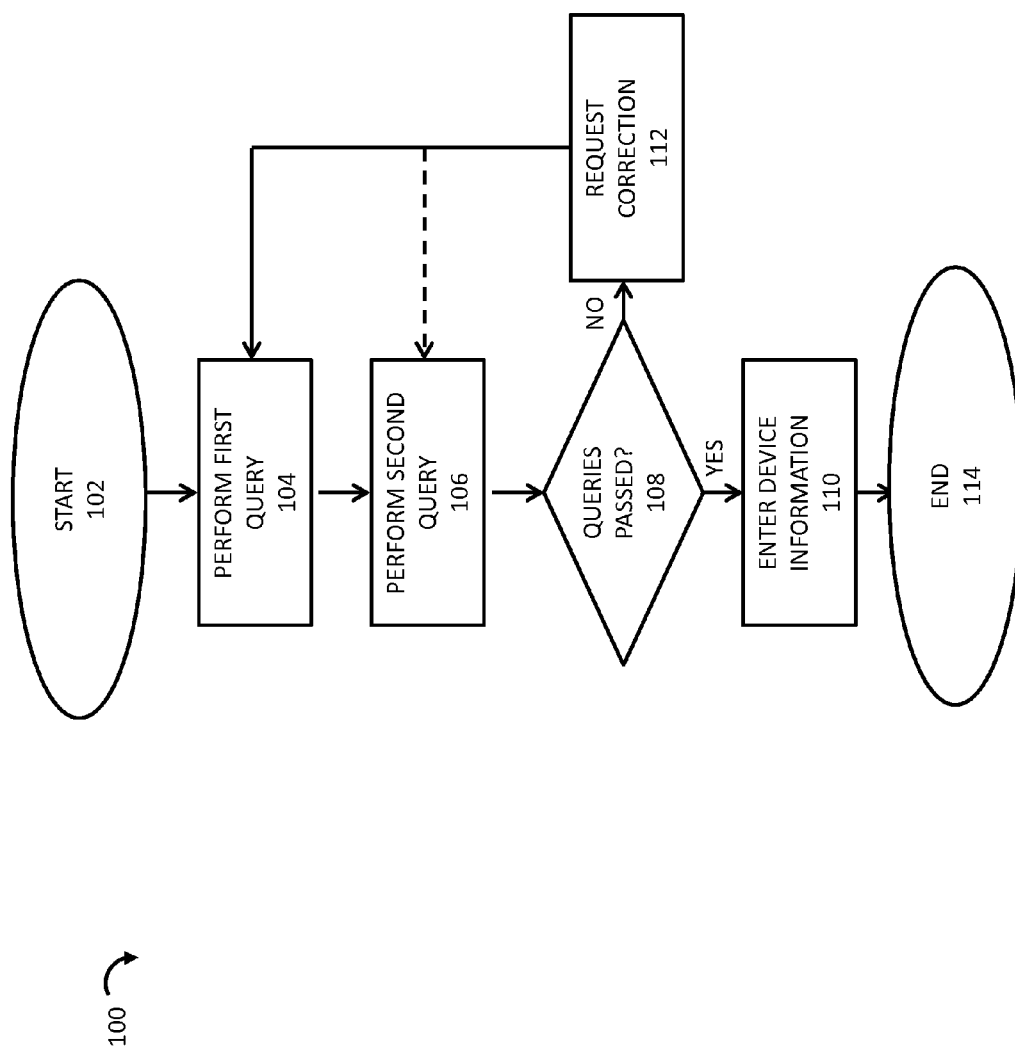 100
START
102
PERFORM FIRST
QUERY
104
PERFORM SECOND
QUERY
106
QUERIES
PASSED?
108
NO
REQUEST
CORRECTION
112
YES
ENTER DEVICE
INFORMATION
110
END
114